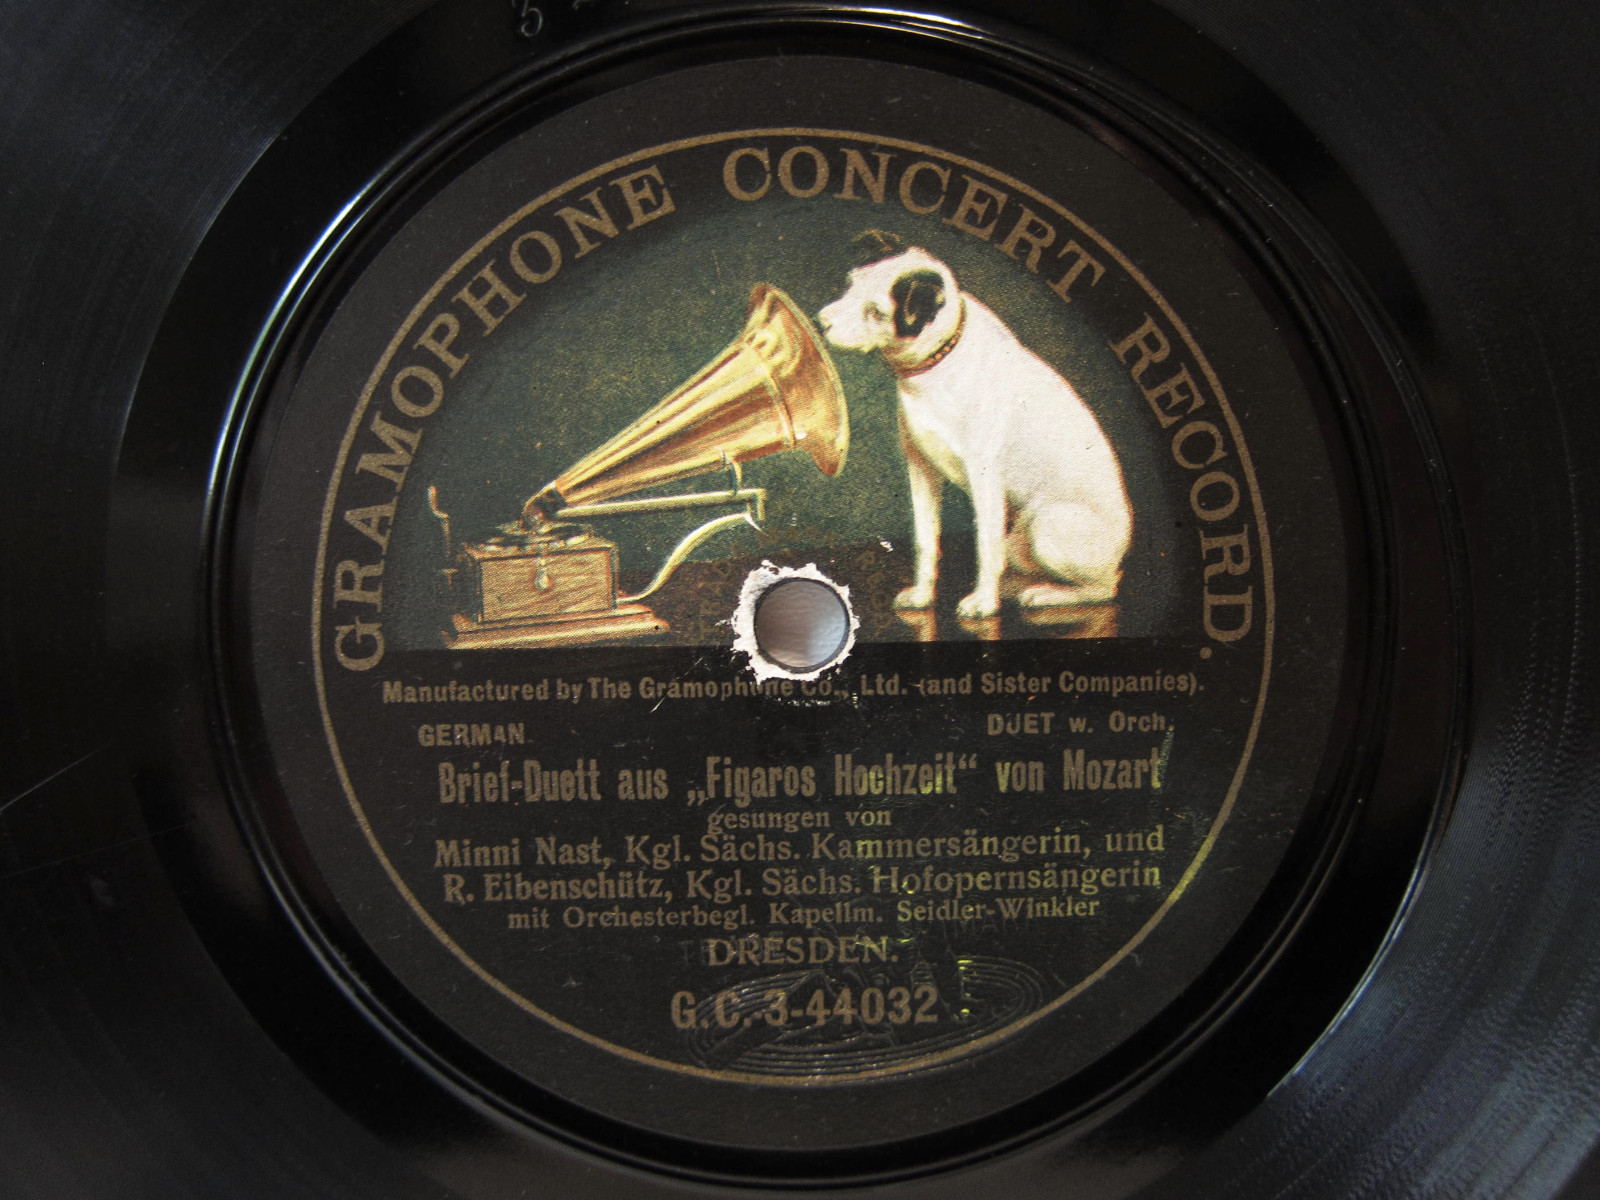 3
GRAMOPHONE CONCERT RECORD.
Manufactured by The Gramophone Co., Ltd. (and Sister Companies).
GERMAN. DUET w. Orch.
Brief-Duett aus „Figaros Hochzeit“ von Mozart
gesungen von
Minni Nast, Kgl. Sächs. Kammersängerin, und
R. Eibenschütz, Kgl. Sächs. Hofopernsängerin
mit Orchesterbegl. Kapellm. Seidler-Winkler
DRESDEN.
G.C.-3-44032